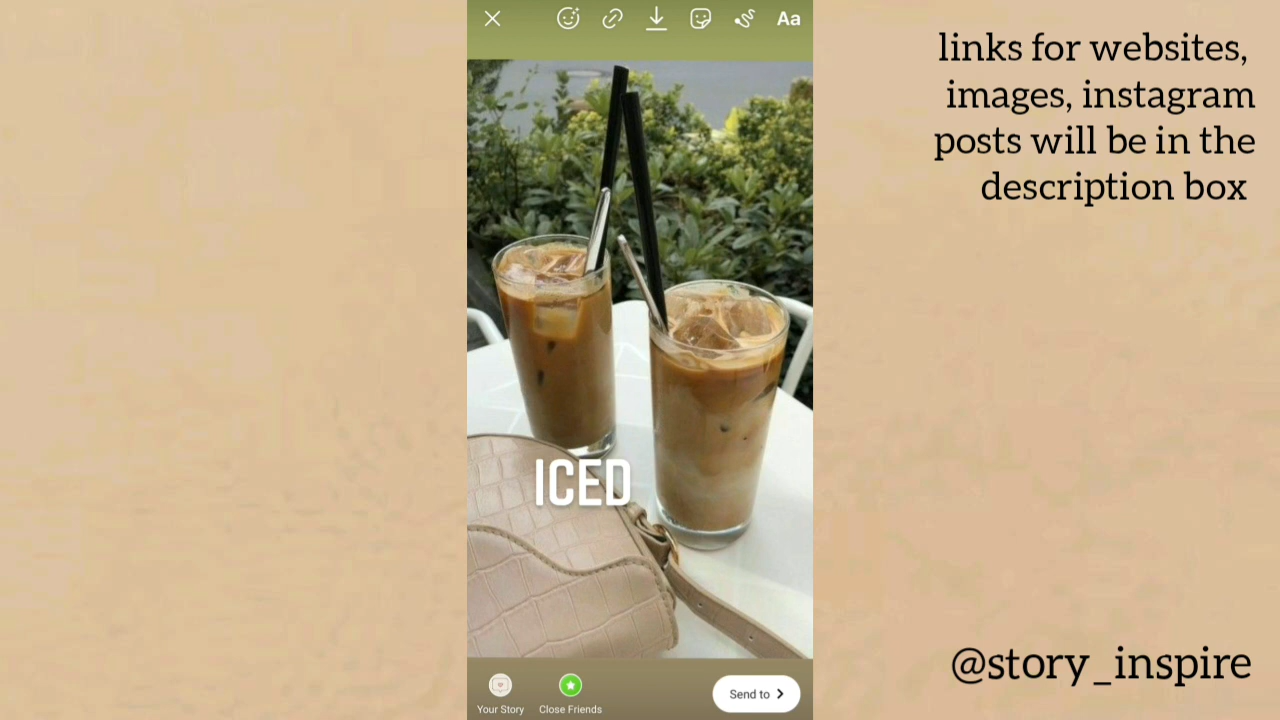 Aa
links for websites,
images, instagram
posts will be in the
description box
ICED
Your Story
Close Friends
Send to
@story_inspire